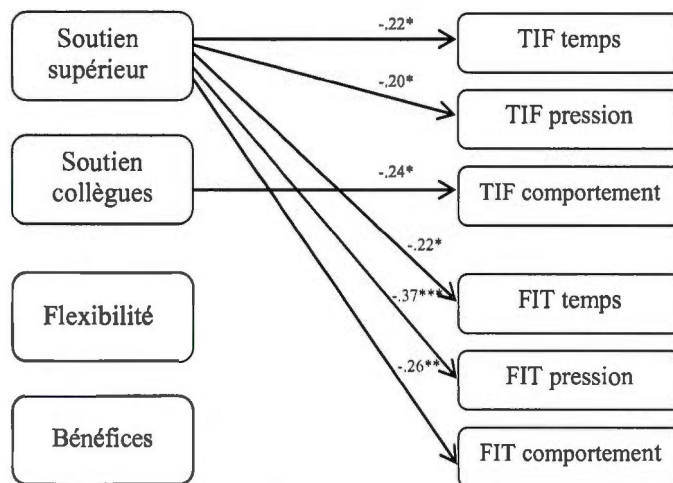 Soutien
supérieur
Soutien
collègues
Flexibilité
Bénéfices
-.22*
-.20*
-.24*
-.22*
-.37***
-.26**
TIF temps
TIF pression
TIF comportement
FIT temps
FIT pression
FIT comportement